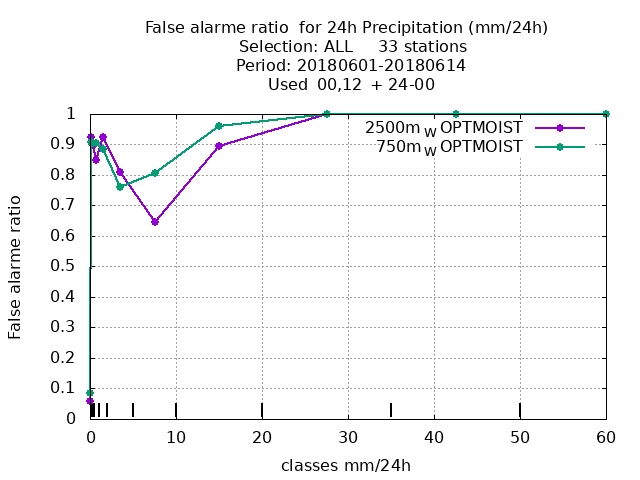 False alarme ratio  for 24h Precipitation (mm/24h)
Selection: ALL     33 stations
Period: 20180601-20180614
Used  00,12  + 24-00
2500m W OPTMOIST
750m W OPTMOIST
1
0.9
0.8
0.7
0.6
0.5
0.4
0.3
0.2
0.1
0
False alarme ratio
0 10 20 30 40 50 60
classes mm/24h